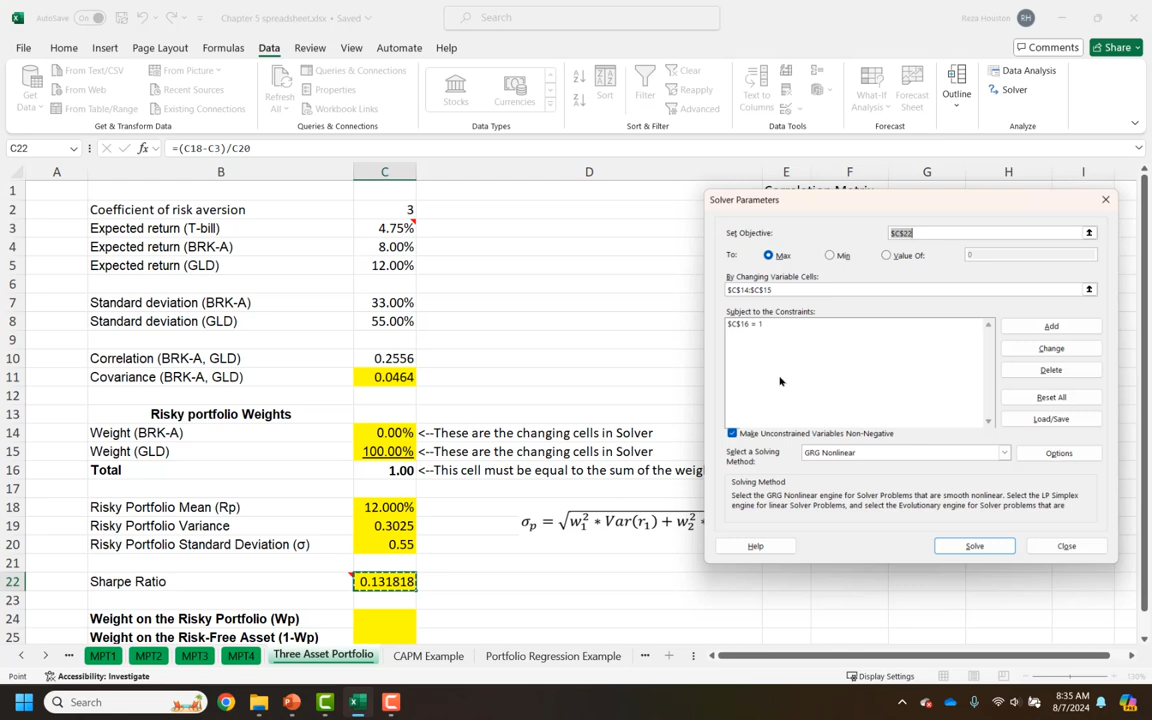 AutoSave On Chapter 5 spreadsheet.xlsx • Saved Search Reza Houston RH
File Home Insert Page Layout Formulas Data Review View Automate Help Comments Share
Get Data From Text/CSV From Picture From Web Recent Sources From Table/Range Existing Connections Refresh All Queries & Connections Properties Workbook Links Stocks Currencies Sort Filter Clear Reapply Advanced Text to Columns What-If Analysis Forecast Sheet Outline Data Analysis Solver
Get & Transform Data Queries & Connections Data Types Sort & Filter Data Tools Forecast Analyze
C22 fx =(C18-C3)/C20
A B C D E F G H I
1
2 Coefficient of risk aversion 3
3 Expected return (T-bill) 4.75%
4 Expected return (BRK-A) 8.00%
5 Expected return (GLD) 12.00%
6
7 Standard deviation (BRK-A) 33.00%
8 Standard deviation (GLD) 55.00%
9
10 Correlation (BRK-A, GLD) 0.2556
11 Covariance (BRK-A, GLD) 0.0464
12
13 Risky portfolio Weights
14 Weight (BRK-A) 0.00% <--These are the changing cells in Solver
15 Weight (GLD) 100.00% <--These are the changing cells in Solver
16 Total 1.00 <--This cell must be equal to the sum of the weig
17
18 Risky Portfolio Mean (Rp) 12.000%
19 Risky Portfolio Variance 0.3025
20 Risky Portfolio Standard Deviation (σ) 0.55
σp = √w₁² * Var(r₁) + w₂² *
21
22 Sharpe Ratio 0.131818
23
24 Weight on the Risky Portfolio (Wp)
25 Weight on the Risk-Free Asset (1-Wp)
Solver Parameters
Set Objective: $C$22
To: Max Min Value Of: 0
By Changing Variable Cells:
$C$14:$C$15
Subject to the Constraints:
$C$16 = 1
Add
Change
Delete
Reset All
Load/Save
Make Unconstrained Variables Non-Negative
Select a Solving Method: GRG Nonlinear Options
Solving Method
Select the GRG Nonlinear engine for Solver Problems that are smooth nonlinear. Select the LP Simplex
engine for linear Solver Problems, and select the Evolutionary engine for Solver problems that are
Help Solve Close
MPT1 MPT2 MPT3 MPT4 Three Asset Portfolio CAPM Example Portfolio Regression Example
Point Accessibility: Investigate Display Settings 130%
Search 8:35 AM
8/7/2024